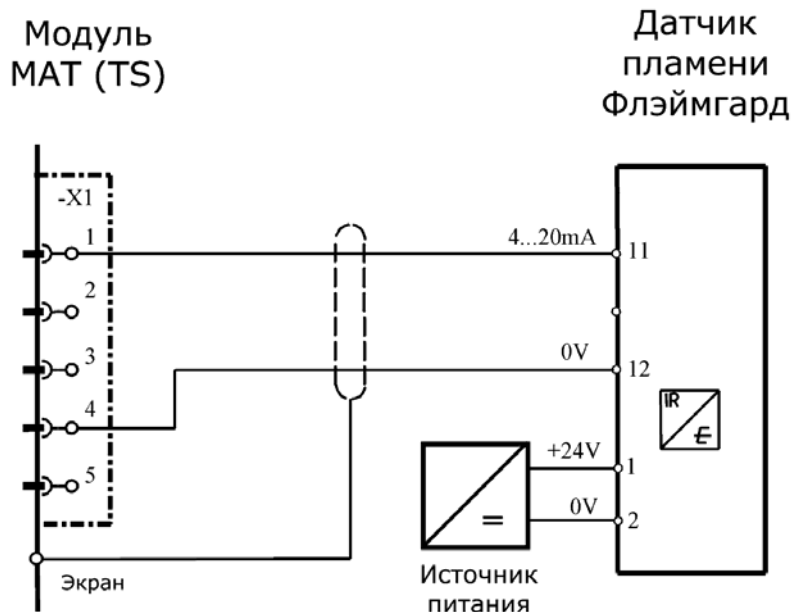 Модуль
МАТ (TS)
Датчик
пламени
Флэймгард
-X1
1
4...20mA
11
2
3
0V
12
4
IR
E
+24V
1
5
0V
2
=
Экран
Источник
питания